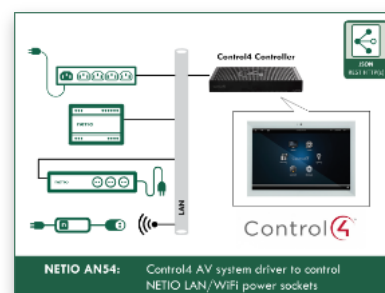 Control4 Controller
JSON
REST HTTP(S)
NETIO
NETIO
LAN
Control4
NETIO AN54: Control4 AV system driver to control
NETIO LAN/WiFi power sockets